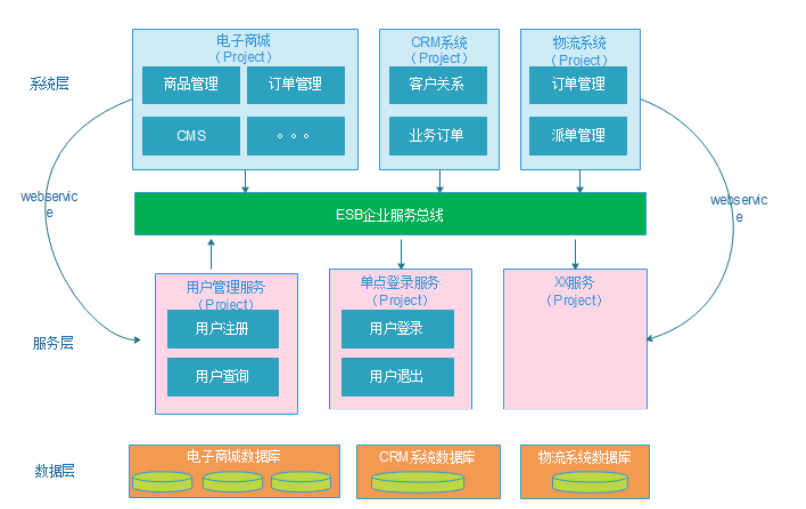 电子商城
（Project）
CRM系统
（Project）
物流系统
（Project）
系统层
商品管理
订单管理
客户关系
订单管理
CMS
。。。
业务订单
派单管理
webservic
e
webservic
e
ESB企业服务总线
用户管理服务
（Project）
单点登录服务
（Project）
XX服务
（Project）
用户注册
用户登录
服务层
用户查询
用户退出
电子商城数据库
CRM系统数据库
物流系统数据库
数据层